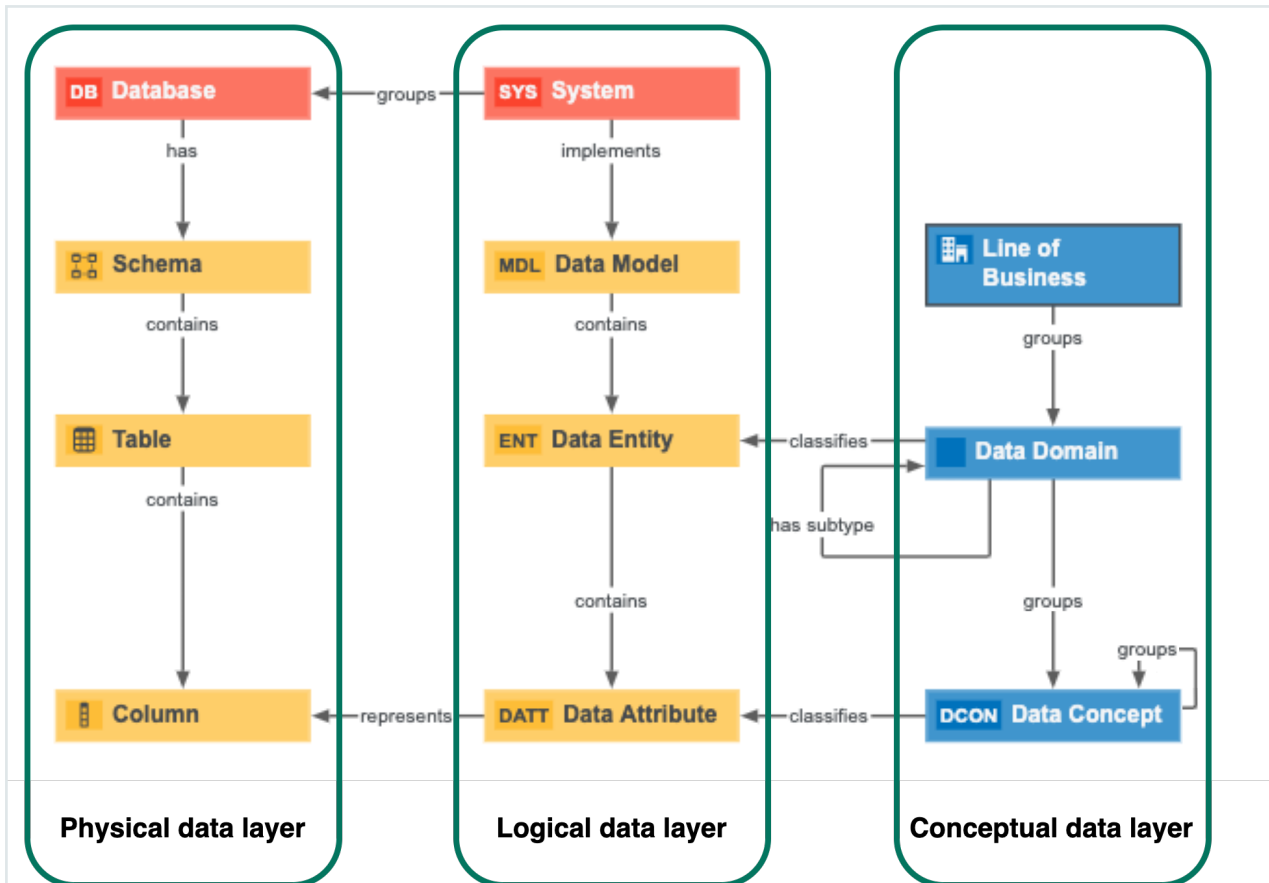 DB Database
groups
SYS System
has
implements
Schema
MDL Data Model
Line of
Business
contains
contains
groups
Table
ENT Data Entity
classifies
Data Domain
contains
has subtype
contains
groups
groups
Column
represents
DATT Data Attribute
classifies
DCON Data Concept
Physical data layer
Logical data layer
Conceptual data layer